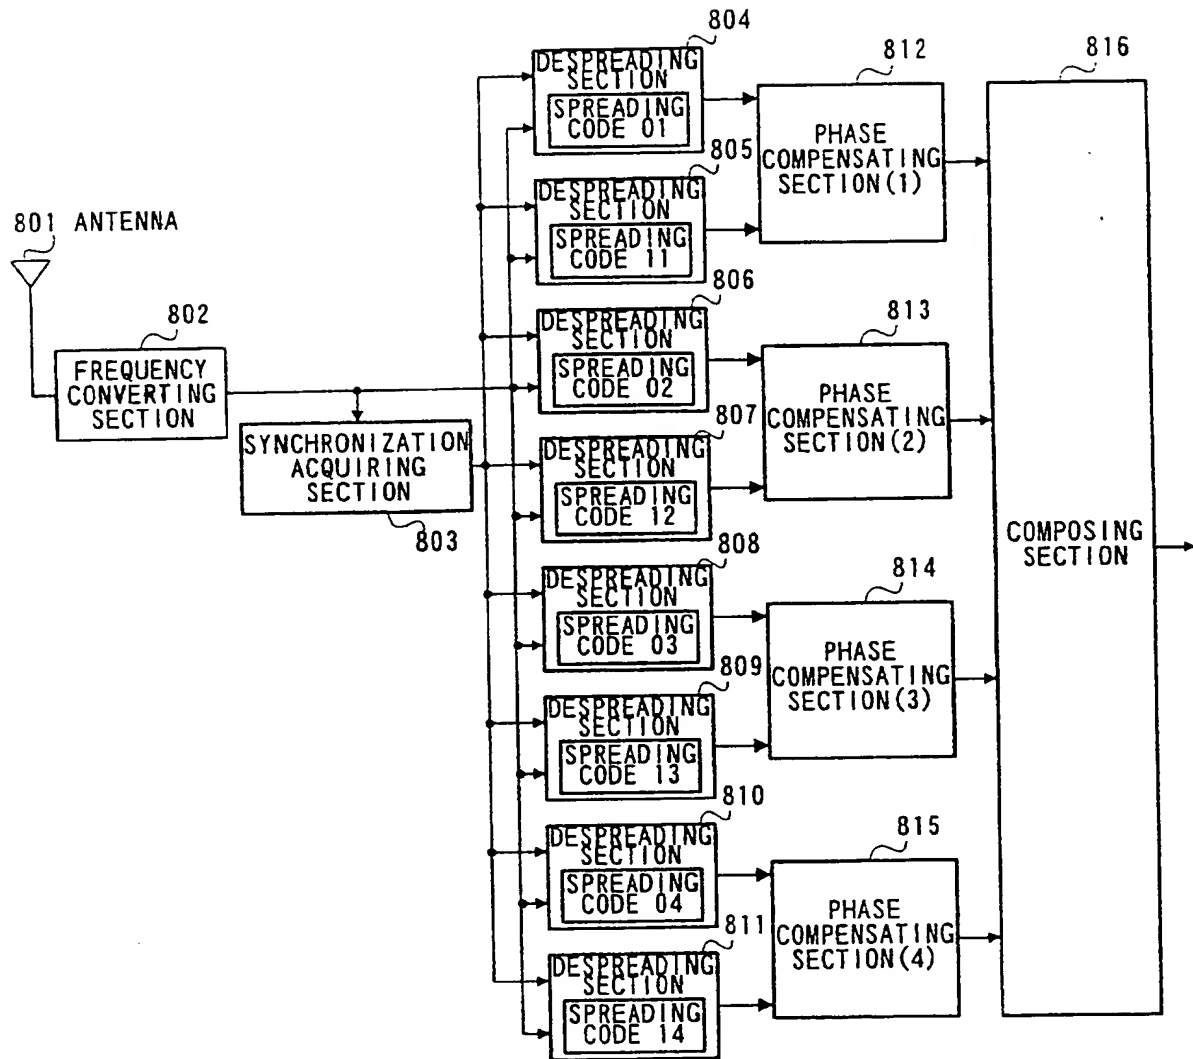 804
DESPREADING
SECTION
SPREADING
CODE 01
812
PHASE
COMPENSATING
SECTION(1)
816
COMPOSING
SECTION
805
DESPREADING
SECTION
SPREADING
CODE 11
801 ANTENNA
802
FREQUENCY
CONVERTING
SECTION
SYNCHRONIZATION
ACQUIRING
SECTION
803
806
DESPREADING
SECTION
SPREADING
CODE 02
813
PHASE
COMPENSATING
SECTION(2)
807
DESPREADING
SECTION
SPREADING
CODE 12
808
DESPREADING
SECTION
SPREADING
CODE 03
814
PHASE
COMPENSATING
SECTION(3)
809
DESPREADING
SECTION
SPREADING
CODE 13
810
DESPREADING
SECTION
SPREADING
CODE 04
815
PHASE
COMPENSATING
SECTION(4)
811
DESPREADING
SECTION
SPREADING
CODE 14